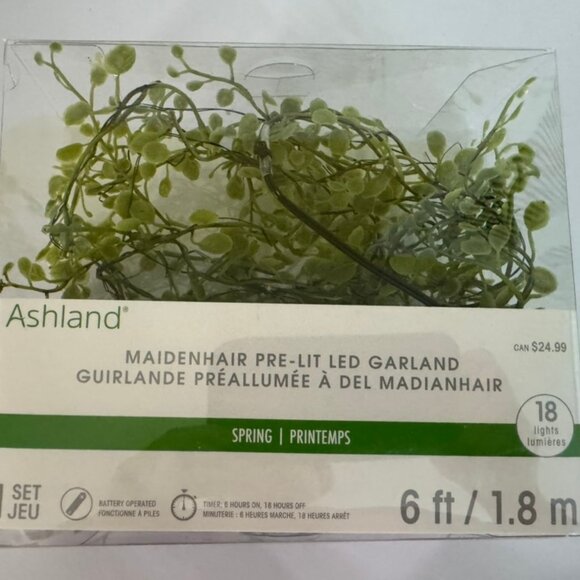 Ashland®
CAN $24.99
MAIDENHAIR PRE-LIT LED GARLAND
GUIRLANDE PRÉALLUMÉE À DEL MADIANHAIR
SPRING | PRINTEMPS
18
lights
lumières
1 SET
JEU
BATTERY OPERATED
FONCTIONNE À PILES
TIMER: 6 HOURS ON, 18 HOURS OFF
MINUTERIE : 6 HEURES MARCHE, 18 HEURES ARRÊT
6 ft / 1.8 m